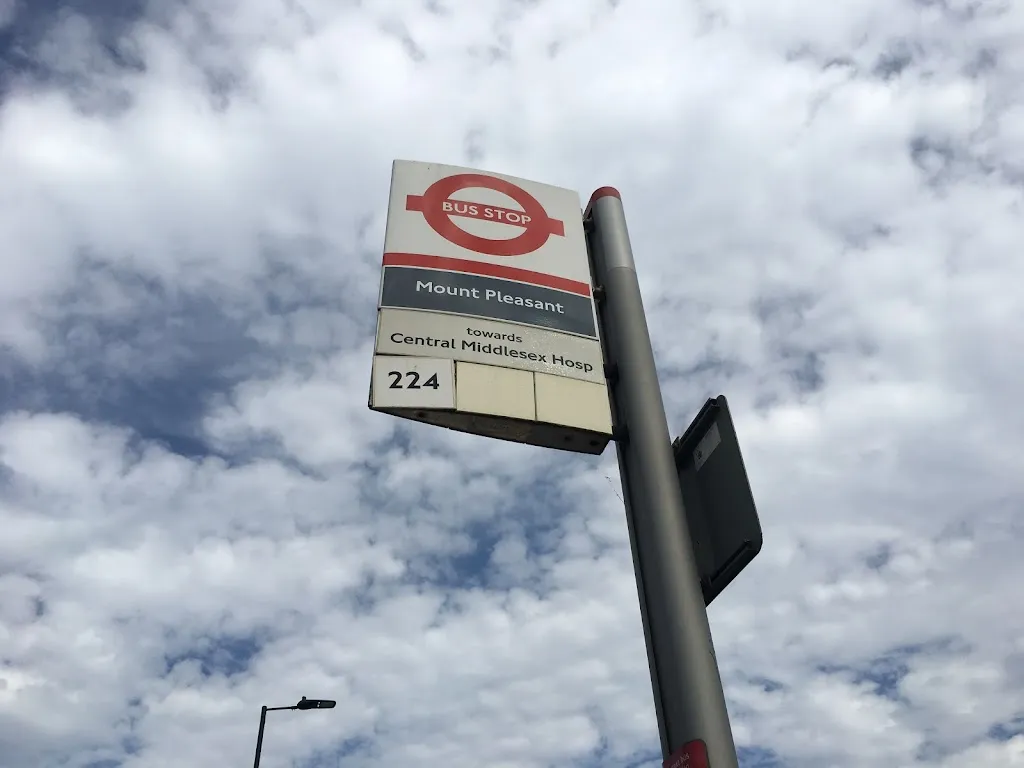 BUS STOP
Mount Pleasant
towards
Central Middlesex Hosp
224